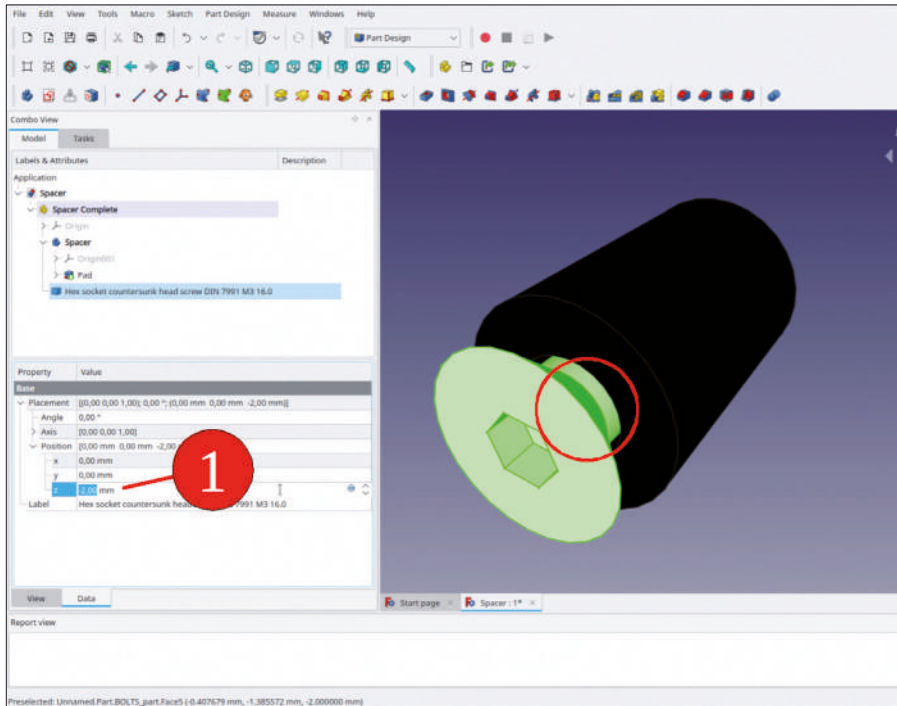 File Edit View Tools Macro Sketch Part Design Measure Windows Help
Part Design
Combo View
Model Tasks
Labels & Attributes Description
Application
Spacer
Spacer Complete
Origin
Spacer
Origin001
Pad
Hex socket countersunk head screw DIN 7991 M3 16.0
Property Value
Base
Placement [(0,00 0,00 1,00); 0,00 °; (0,00 mm 0,00 mm -2,00 mm)]
Angle 0,00 °
Axis [0,00 0,00 1,00]
Position [0,00 mm 0,00 mm -2,00
x 0,00 mm
y 0,00 mm
z -2,00 mm
1
Label Hex socket countersunk 7991 M3 16.0
View Data
Start page Spacer : 1*
Report view
Preselected: Unnamed.Part.BOLTS_part.Face5 (-0.407679 mm, -1.385572 mm, -2.000000 mm)